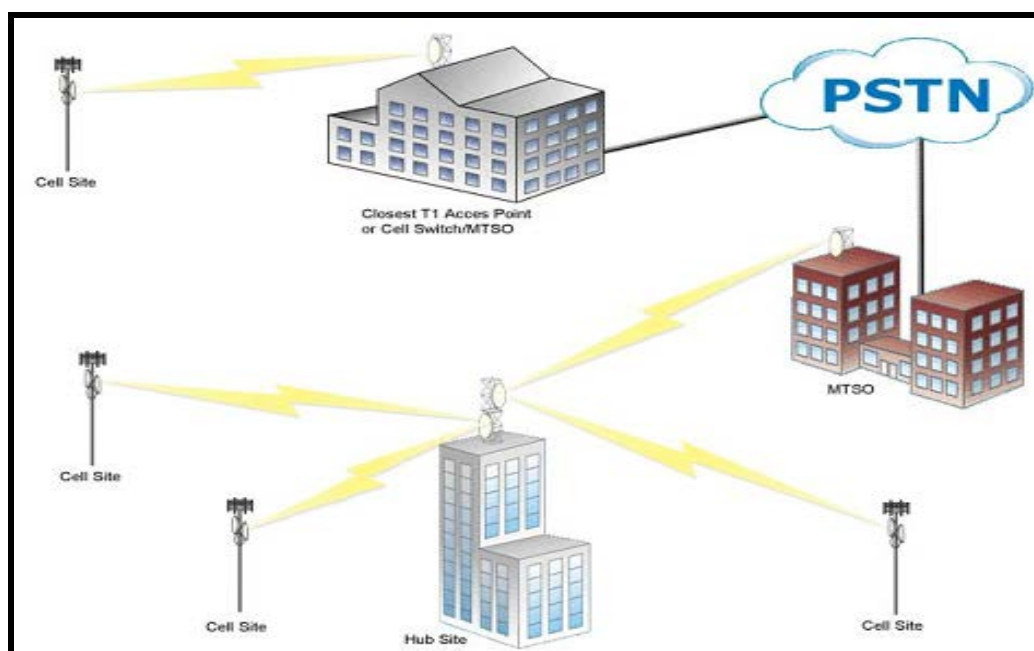 PSTN
Cell Site
Closest T1 Acces Point
or Cell Switch/MTSO
MTSO
Cell Site
Cell Site
Hub Site
Cell Site